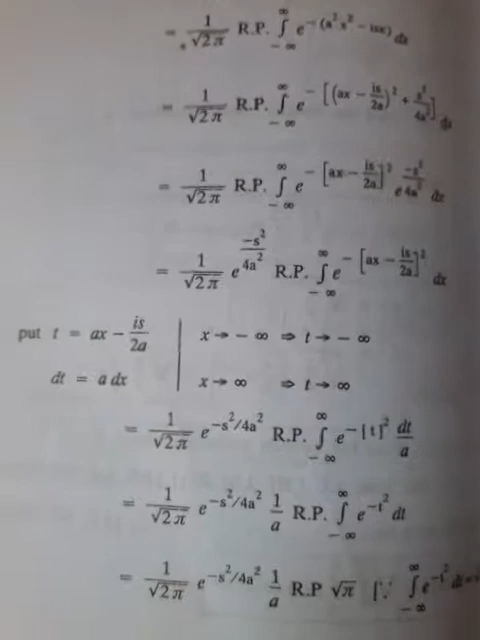 = 1/√2π R.P. ∫_{-∞}^{∞} e^{-(a²x² - isx)} dx
= 1/√2π R.P. ∫_{-∞}^{∞} e^{-[(ax - is/2a)² + s²/4a²]} dx
= 1/√2π R.P. ∫_{-∞}^{∞} e^{-[ax - is/2a]²} e^{-s²/4a²} dx
= 1/√2π e^{-s²/4a²} R.P. ∫_{-∞}^{∞} e^{-[ax - is/2a]²} dx
put t = ax - is/2a | x → -∞ ⇒ t → -∞
dt = a dx | x → ∞ ⇒ t → ∞
= 1/√2π e^{-s²/4a²} R.P. ∫_{-∞}^{∞} e^{-[t]²} dt/a
= 1/√2π e^{-s²/4a²} 1/a R.P. ∫_{-∞}^{∞} e^{-t²} dt
= 1/√2π e^{-s²/4a²} 1/a R.P √π [∵ ∫_{-∞}^{∞} e^{-t²} dt =